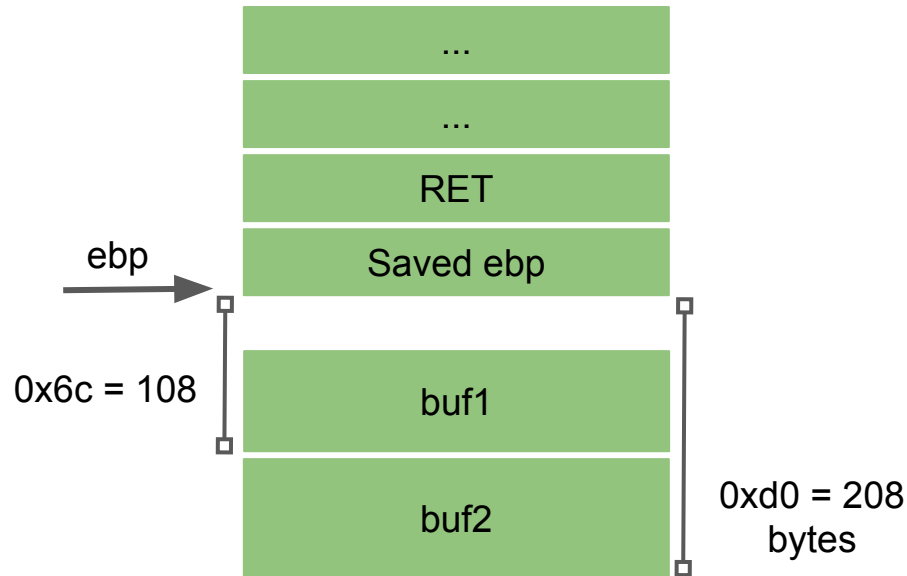 ...
...
RET
ebp
Saved ebp
0x6c = 108
buf1
0xd0 = 208
bytes
buf2